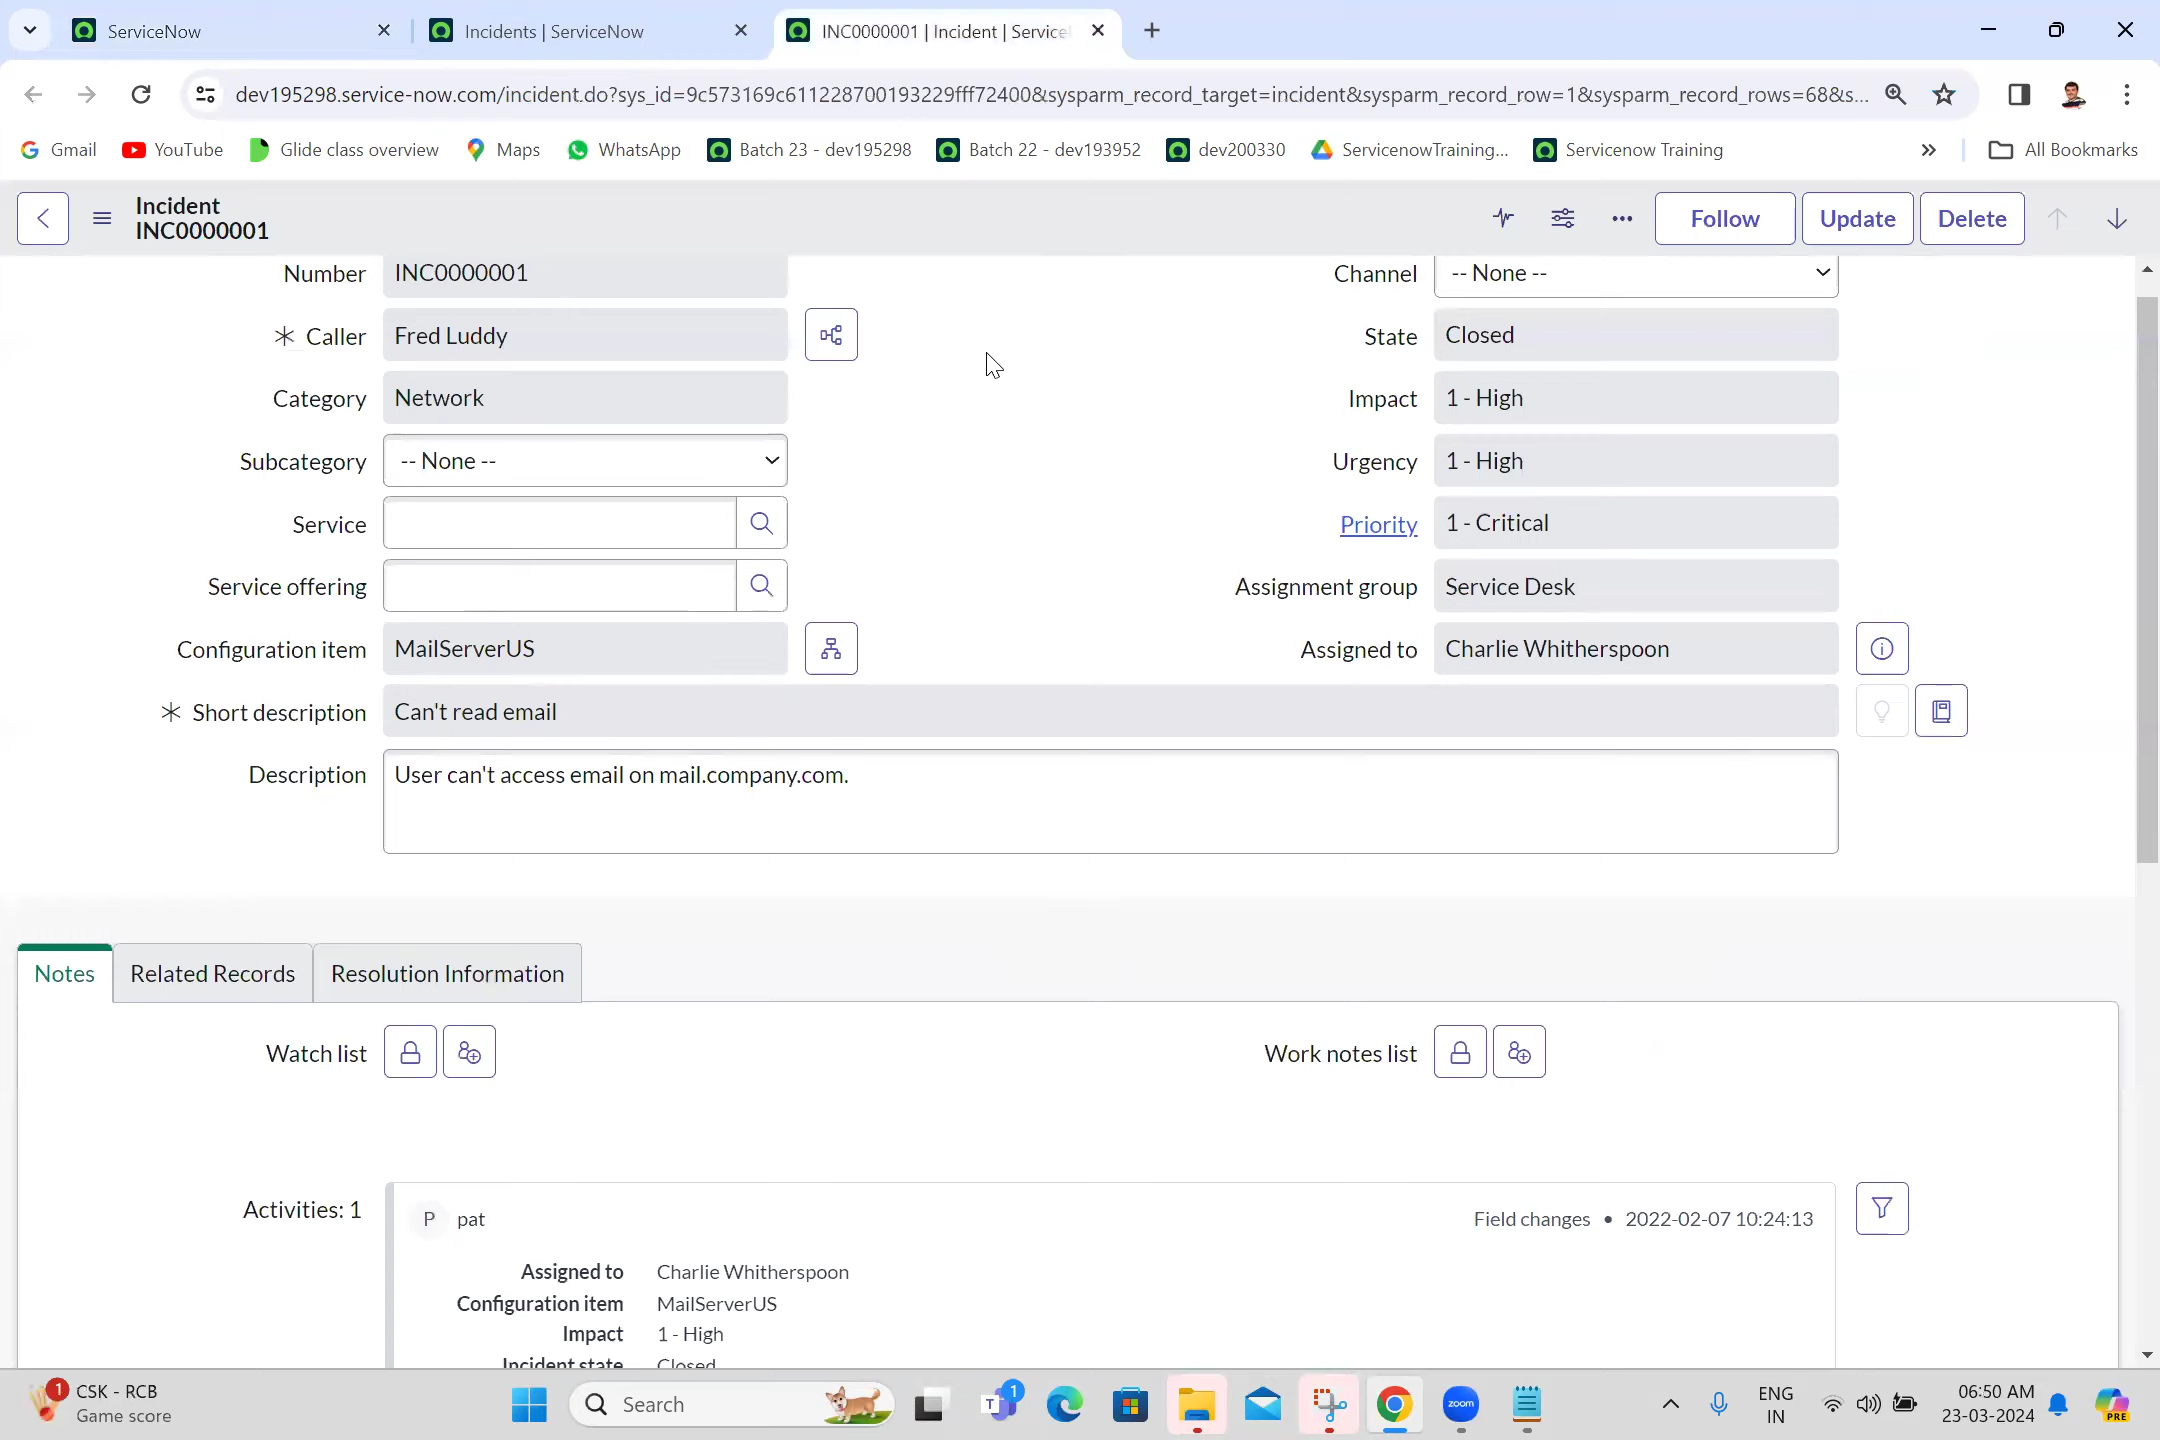 ServiceNow
Incidents | ServiceNow
INC0000001 | Incident | Service
dev195298.service-now.com/incident.do?sys_id=9c573169c611228700193229fff72400&sysparm_record_target=incident&sysparm_record_row=1&sysparm_record_rows=68&s...
Gmail
YouTube
Glide class overview
Maps
WhatsApp
Batch 23 - dev195298
Batch 22 - dev193952
dev200330
ServicenowTraining...
Servicenow Training
»
All Bookmarks
Incident
INC0000001
Follow
Update
Delete
Number INC0000001
Channel -- None --
* Caller Fred Luddy
State Closed
Category Network
Impact 1 - High
Subcategory -- None --
Urgency 1 - High
Service
Priority 1 - Critical
Service offering
Assignment group Service Desk
Configuration item MailServerUS
Assigned to Charlie Whitherspoon
* Short description Can't read email
Description User can't access email on mail.company.com.
Notes
Related Records
Resolution Information
Watch list
Work notes list
Activities: 1
P pat
Field changes • 2022-02-07 10:24:13
Assigned to Charlie Whitherspoon
Configuration item MailServerUS
Impact 1 - High
Incident state Closed
1
CSK - RCB
Game score
Search
T 1
zoom
ENG
IN
06:50 AM
23-03-2024
PRE